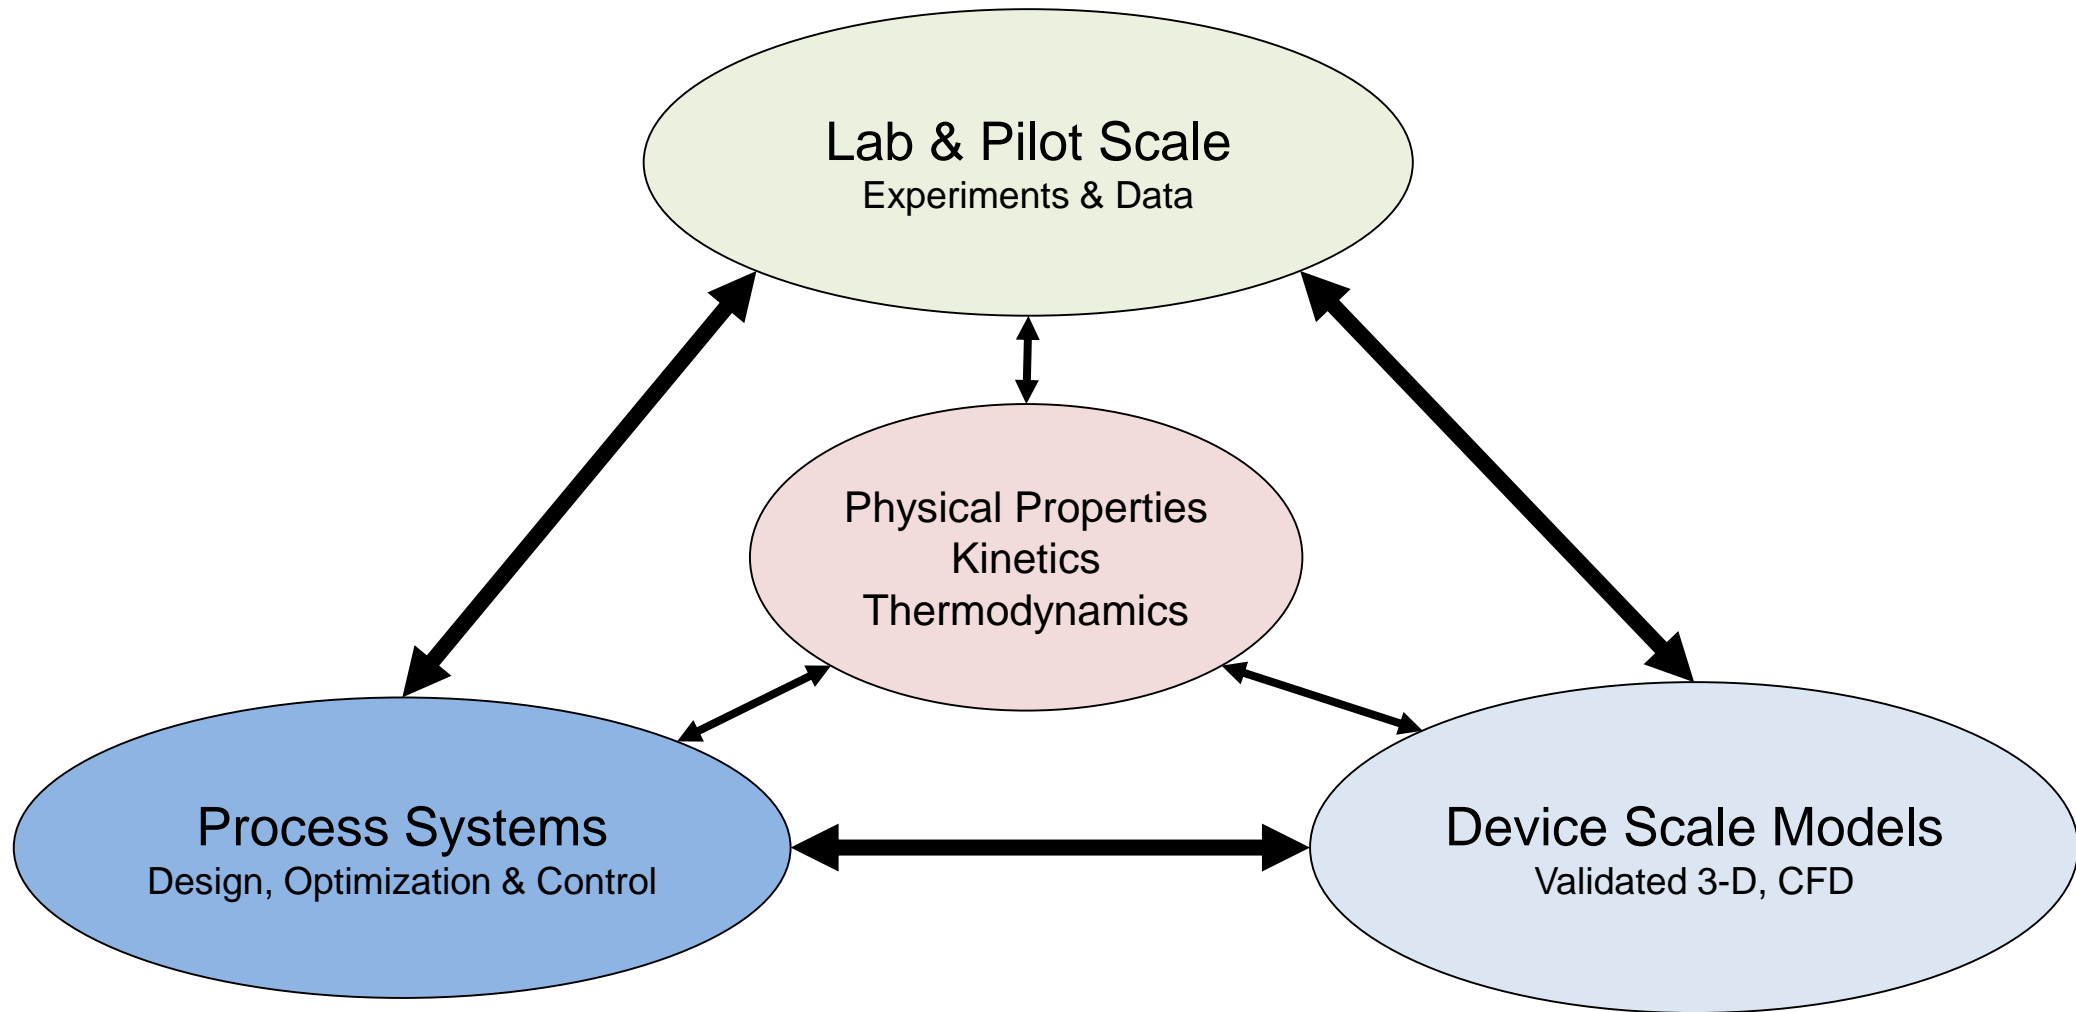 Lab & Pilot Scale
Experiments & Data
Physical Properties
Kinetics
Thermodynamics
Process Systems
Design, Optimization & Control
Device Scale Models
Validated 3-D, CFD